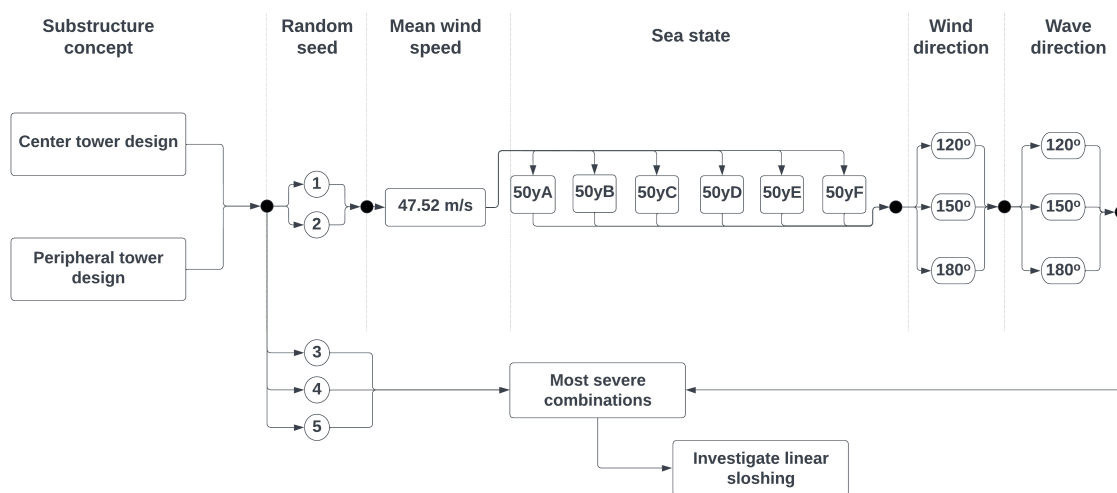 Substructure
concept
Random
seed
Mean wind
speed
Sea state
Wind
direction
Wave
direction
Center tower design
Peripheral tower
design
1
2
47.52 m/s
50yA
50yB
50yC
50yD
50yE
50yF
120º
150º
180º
120º
150º
180º
3
4
5
Most severe
combinations
Investigate linear
sloshing